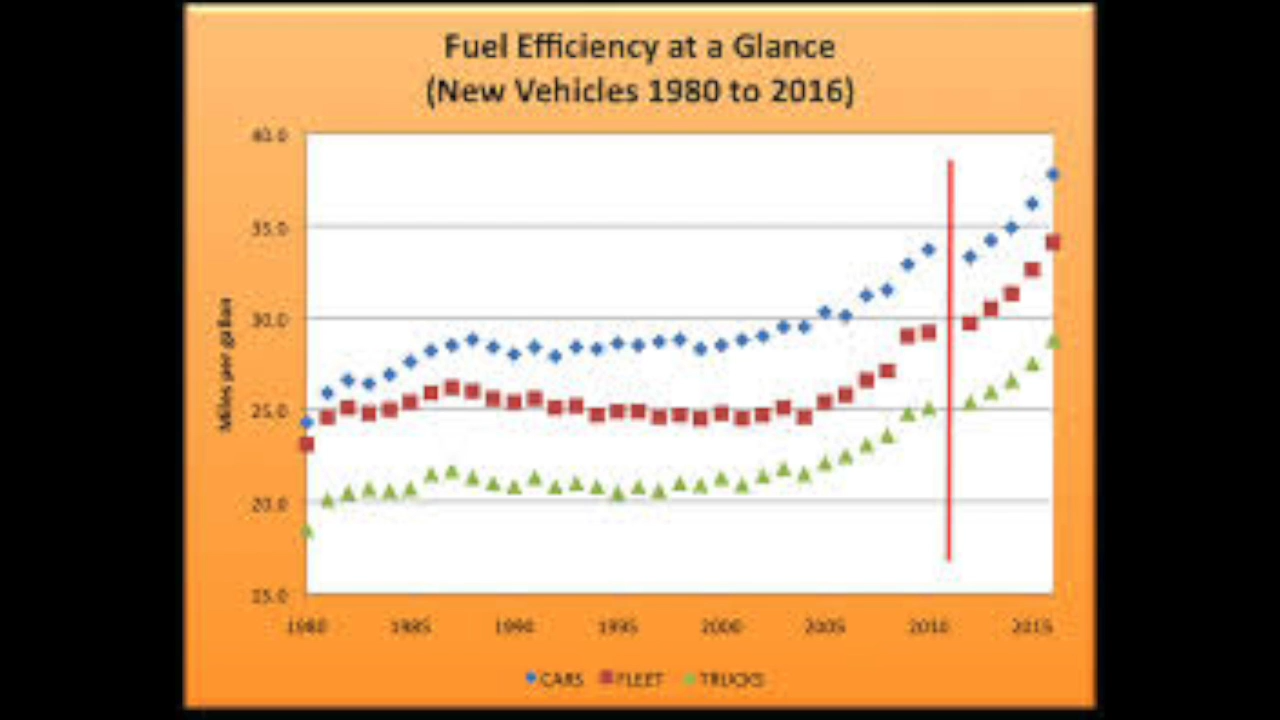 Fuel Efficiency at a Glance
(New Vehicles 1980 to 2016)
40.0
35.0
30.0
25.0
20.0
15.0
Miles per gallon
1980 1985 1990 1995 2000 2005 2010 2015
CARS FLEET TRUCKS